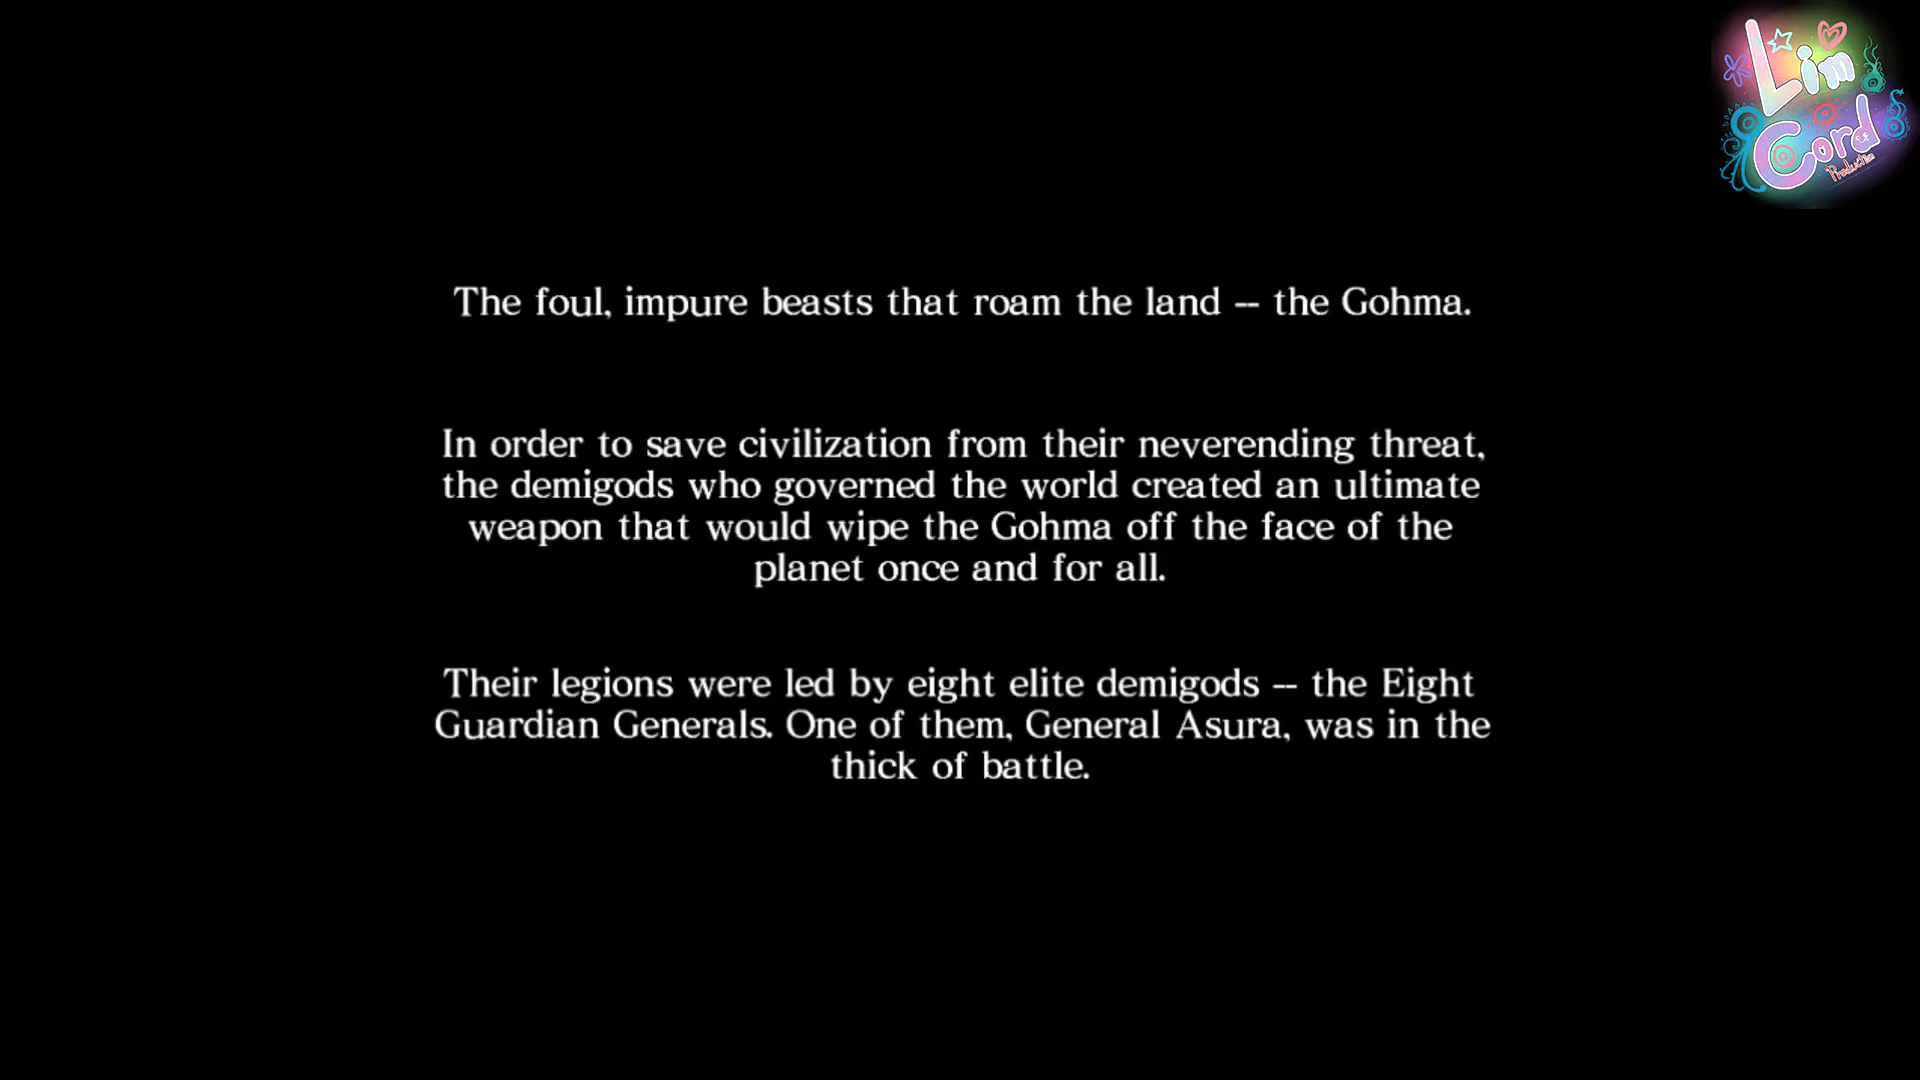 Lim
Cord
Production
The foul, impure beasts that roam the land -- the Gohma.
In order to save civilization from their neverending threat,
the demigods who governed the world created an ultimate
weapon that would wipe the Gohma off the face of the
planet once and for all.
Their legions were led by eight elite demigods -- the Eight
Guardian Generals. One of them, General Asura, was in the
thick of battle.